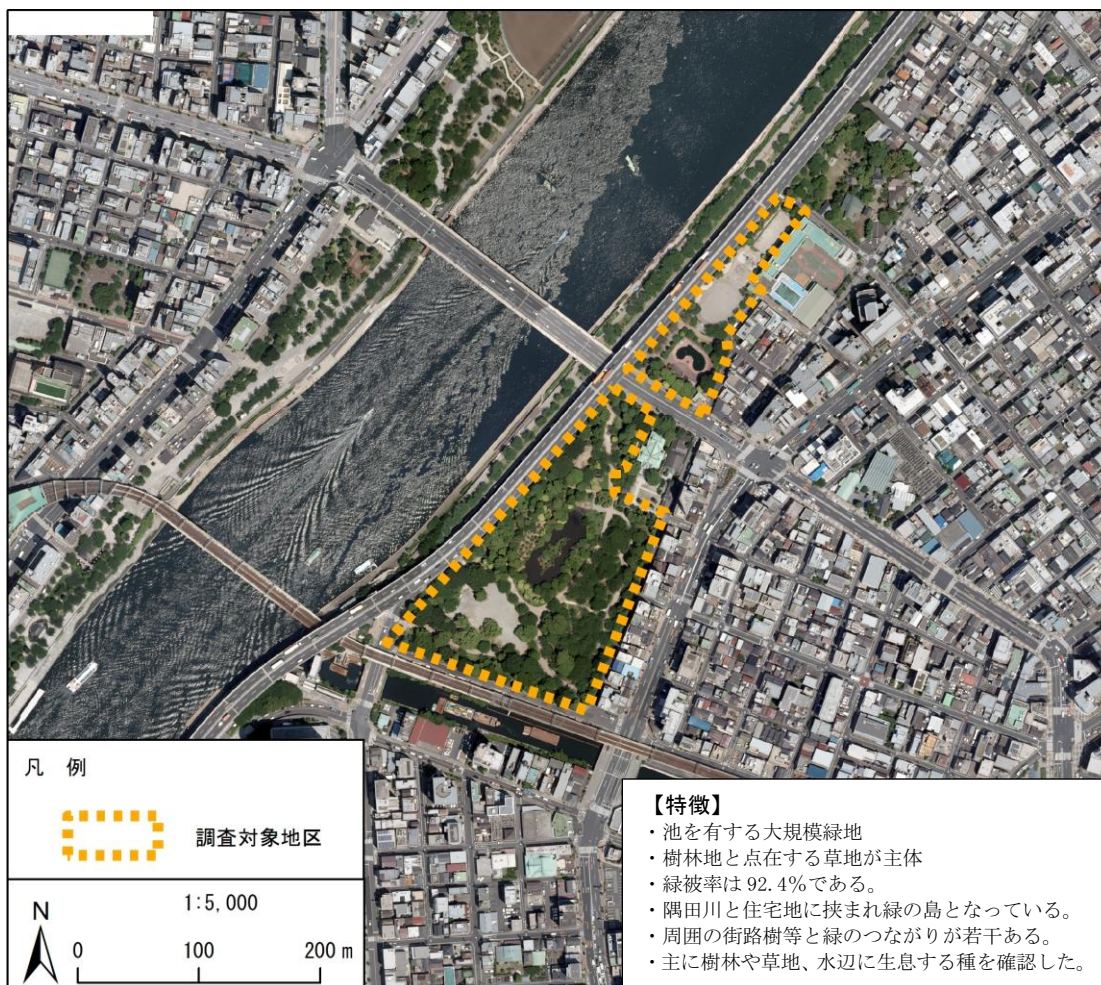 凡 例
調査対象地区
1:5,000
N
0 100 200 m
【特徴】
・池を有する大規模緑地
・樹林地と点在する草地が主体
・緑被率は 92.4%である。
・隅田川と住宅地に挟まれ緑の島となっている。
・周囲の街路樹等と緑のつながりが若干ある。
・主に樹林や草地、水辺に生息する種を確認した。